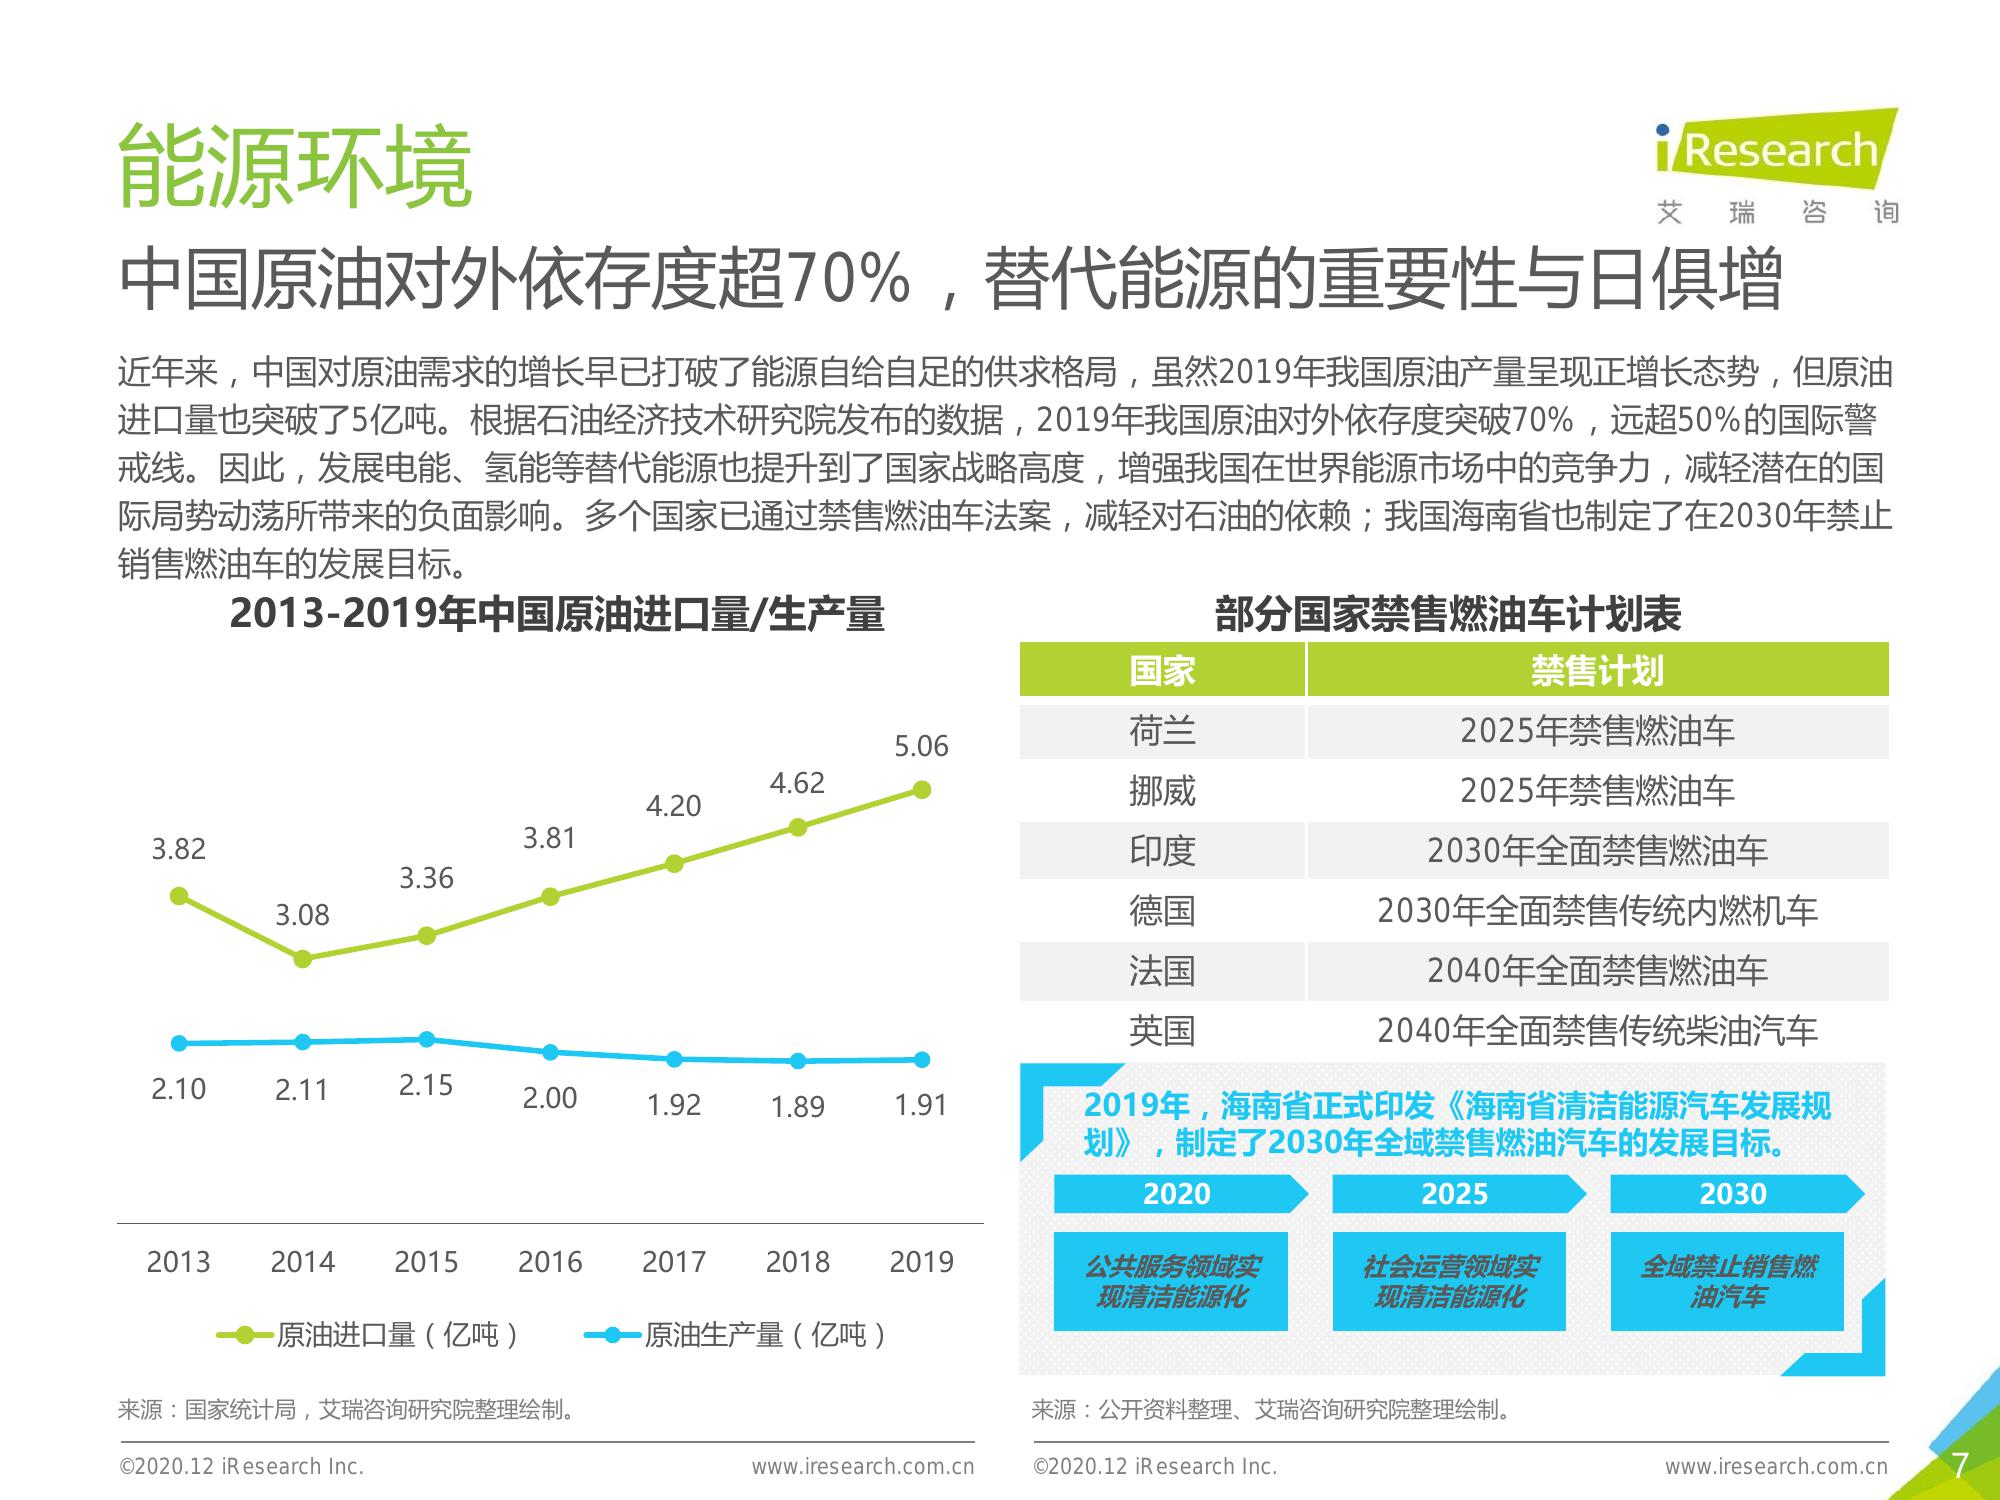 能源环境
iResearch
艾瑞咨询
中国原油对外依存度超70%，替代能源的重要性与日俱增
近年来，中国对原油需求的增长早已打破了能源自给自足的供求格局，虽然2019年我国原油产量呈现正增长态势，但原油
进口量也突破了5亿吨。根据石油经济技术研究院发布的数据，2019年我国原油对外依存度突破70%，远超50%的国际警
戒线。因此，发展电能、氢能等替代能源也提升到了国家战略高度，增强我国在世界能源市场中的竞争力，减轻潜在的国
际局势动荡所带来的负面影响。多个国家已通过禁售燃油车法案，减轻对石油的依赖；我国海南省也制定了在2030年禁止
销售燃油车的发展目标。
2013-2019年中国原油进口量/生产量
3.82
3.08
3.36
3.81
4.20
4.62
5.06
2.10
2.11
2.15
2.00
1.92
1.89
1.91
2013 2014 2015 2016 2017 2018 2019
原油进口量（亿吨） 原油生产量（亿吨）
来源：国家统计局，艾瑞咨询研究院整理绘制。
©2020.12 iResearch Inc. www.iresearch.com.cn
部分国家禁售燃油车计划表
国家 禁售计划
荷兰 2025年禁售燃油车
挪威 2025年禁售燃油车
印度 2030年全面禁售燃油车
德国 2030年全面禁售传统内燃机车
法国 2040年全面禁售燃油车
英国 2040年全面禁售传统柴油汽车
2019年，海南省正式印发《海南省清洁能源汽车发展规
划》，制定了2030年全域禁售燃油汽车的发展目标。
2020 2025 2030
公共服务领域实
现清洁能源化
社会运营领域实
现清洁能源化
全域禁止销售燃
油汽车
来源：公开资料整理、艾瑞咨询研究院整理绘制。
©2020.12 iResearch Inc. www.iresearch.com.cn
7